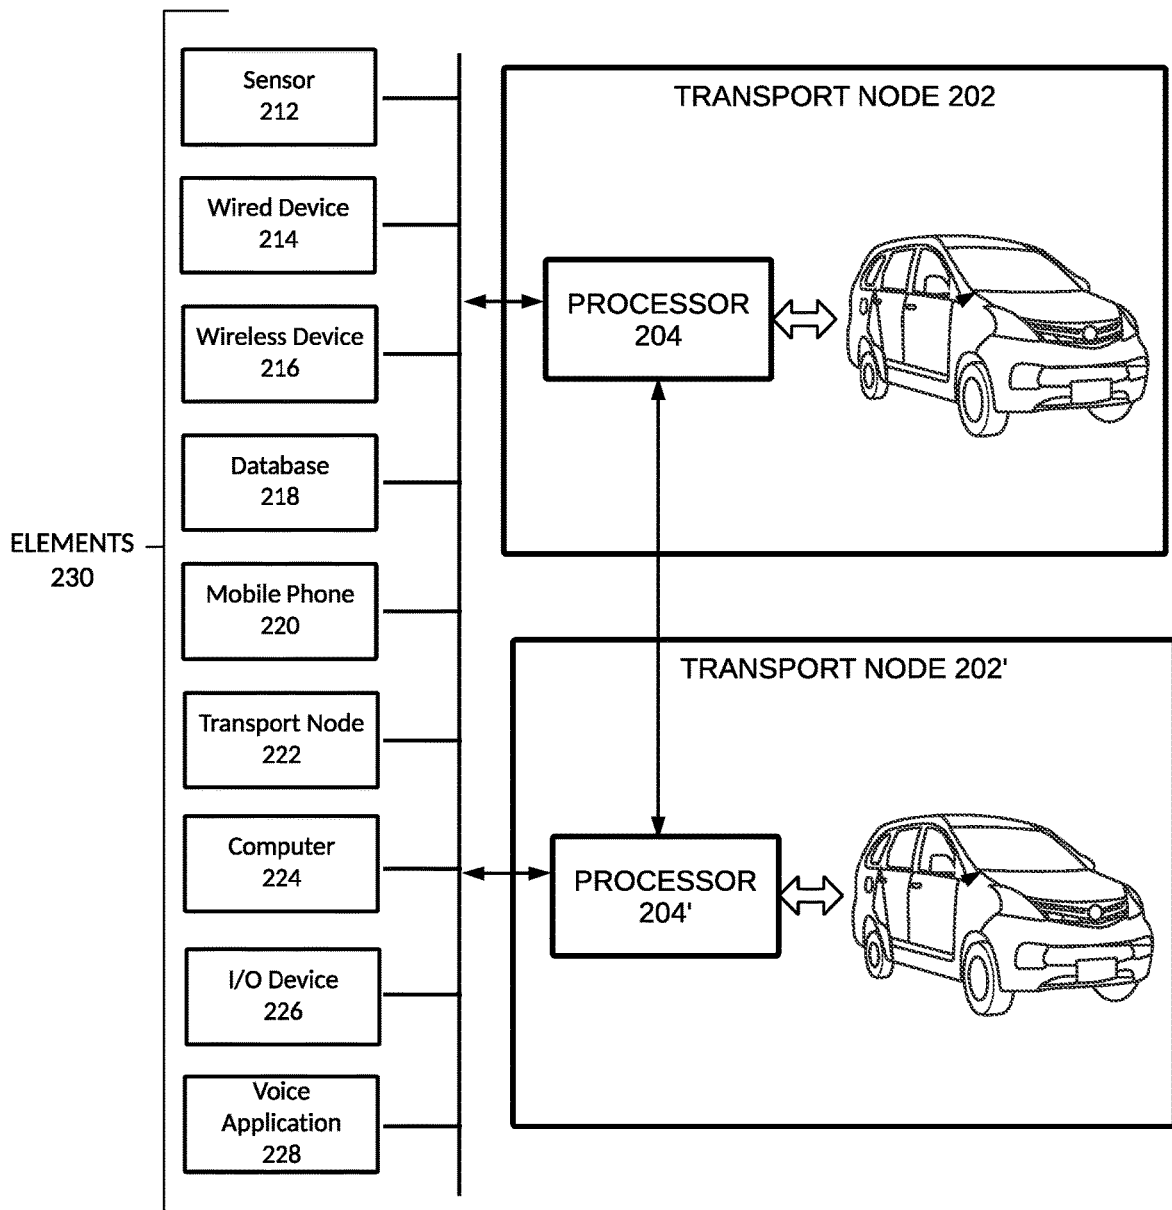 ELEMENTS
230
Sensor
212
Wired Device
214
Wireless Device
216
Database
218
Mobile Phone
220
Transport Node
222
Computer
224
I/O Device
226
Voice
Application
228
TRANSPORT NODE 202
PROCESSOR
204
TRANSPORT NODE 202'
PROCESSOR
204'